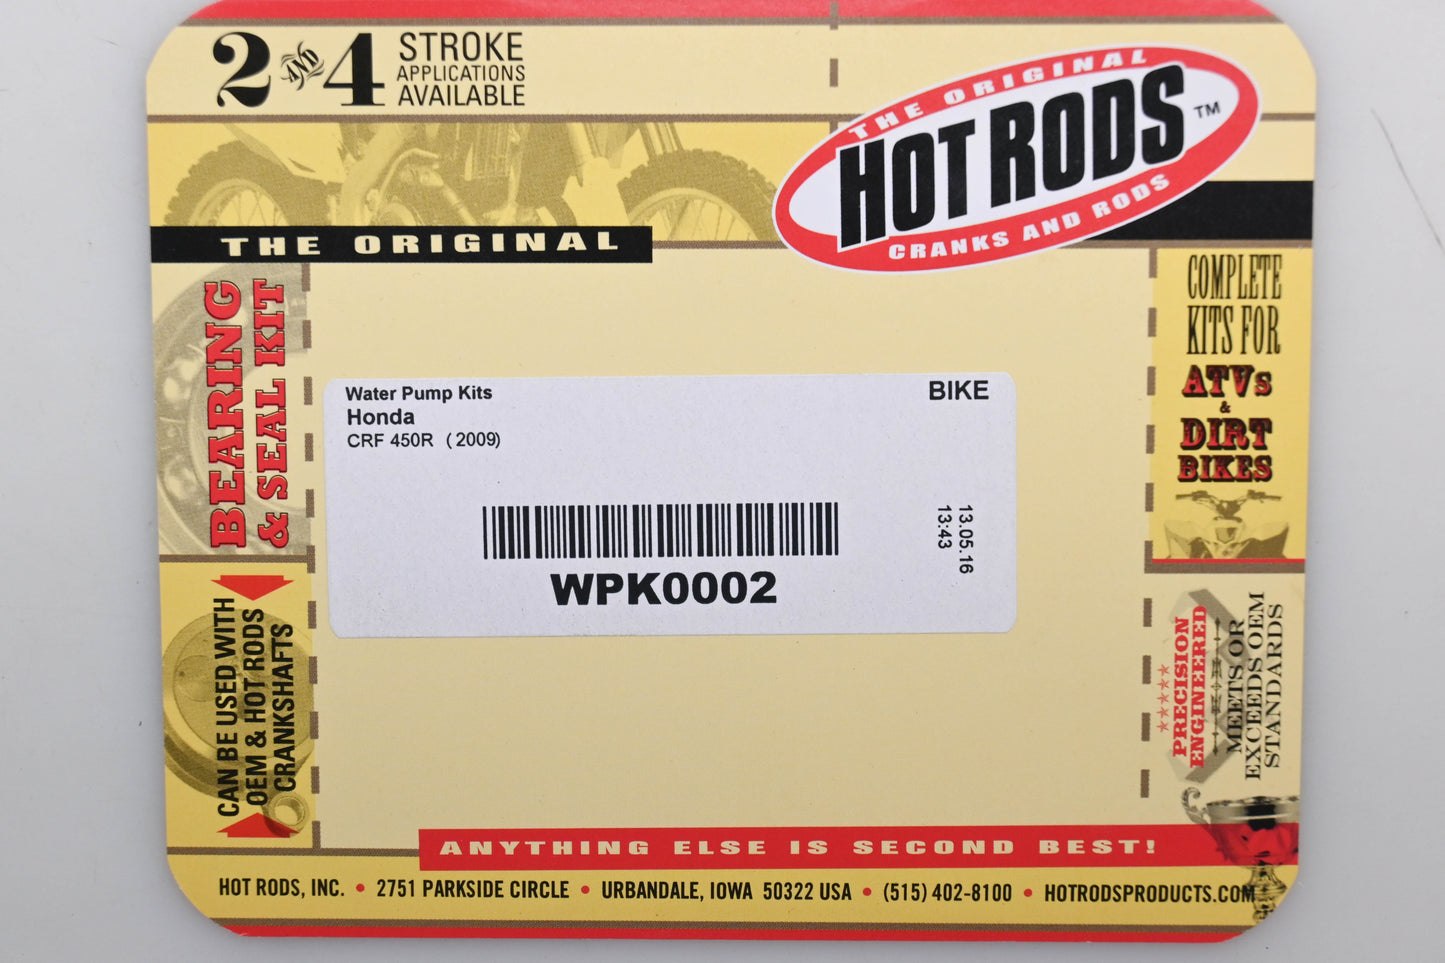 2 AND 4
STROKE
APPLICATIONS
AVAILABLE
THE ORIGINAL
HOT RODS™
CRANKS AND RODS
THE ORIGINAL
BEARING
& SEAL KIT
COMPLETE
KITS FOR
ATVs
&
DIRT
BIKES
Water Pump Kits
BIKE
Honda
CRF 450R ( 2009)
WPK0002
13.05.16
13:43
CAN BE USED WITH
OEM & HOT RODS
CRANKSHAFTS
PRECISION
ENGINEERED
MEETS OR
EXCEEDS OEM
STANDARDS
ANYTHING ELSE IS SECOND BEST!
HOT RODS, INC. • 2751 PARKSIDE CIRCLE • URBANDALE, IOWA 50322 USA • (515) 402-8100 • HOTRODSPRODUCTS.COM